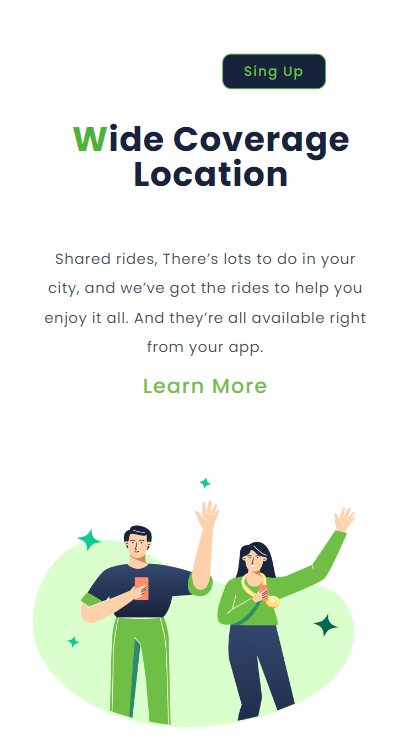 Sing Up
Wide Coverage
Location
Shared rides, There’s lots to do in your
city, and we’ve got the rides to help you
enjoy it all. And they’re all available right
from your app.
Learn More